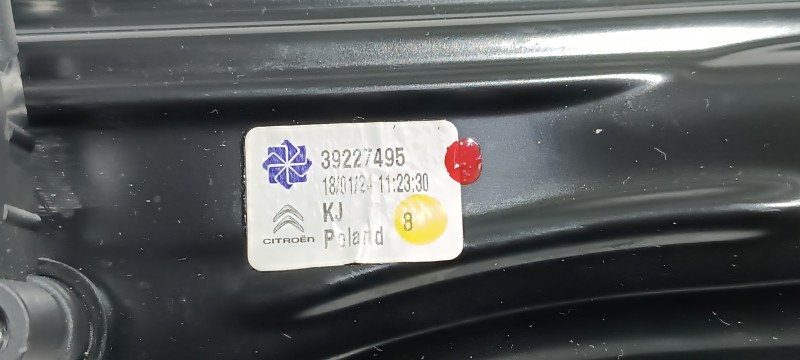 39227495
18/01/24 11:23:30
KJ
8
CITROËN
Poland